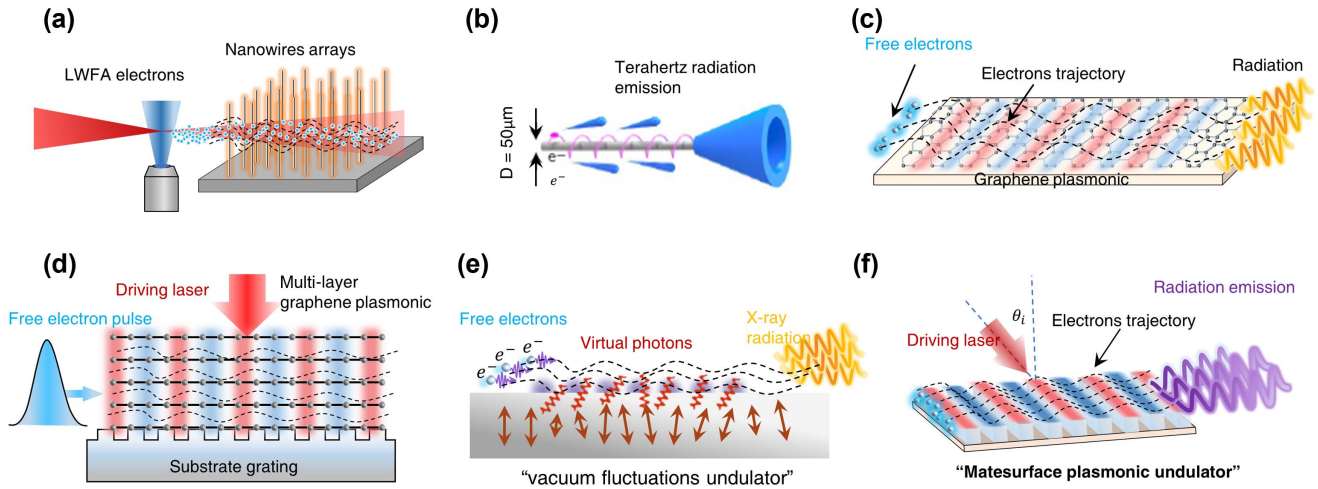 (a)
LWFA electrons
Nanowires arrays
(b)
Terahertz radiation
emission
D = 50μm
e−
e−
(c)
Free electrons
Electrons trajectory
Radiation
Graphene plasmonic
(d)
Driving laser
Multi-layer
graphene plasmonic
Free electron pulse
Substrate grating
(e)
Free electrons
e− e− e−
Virtual photons
X-ray
radiation
“vacuum fluctuations undulator”
(f)
θi
Driving laser
Electrons trajectory
Radiation emission
“Matesurface plasmonic undulator”